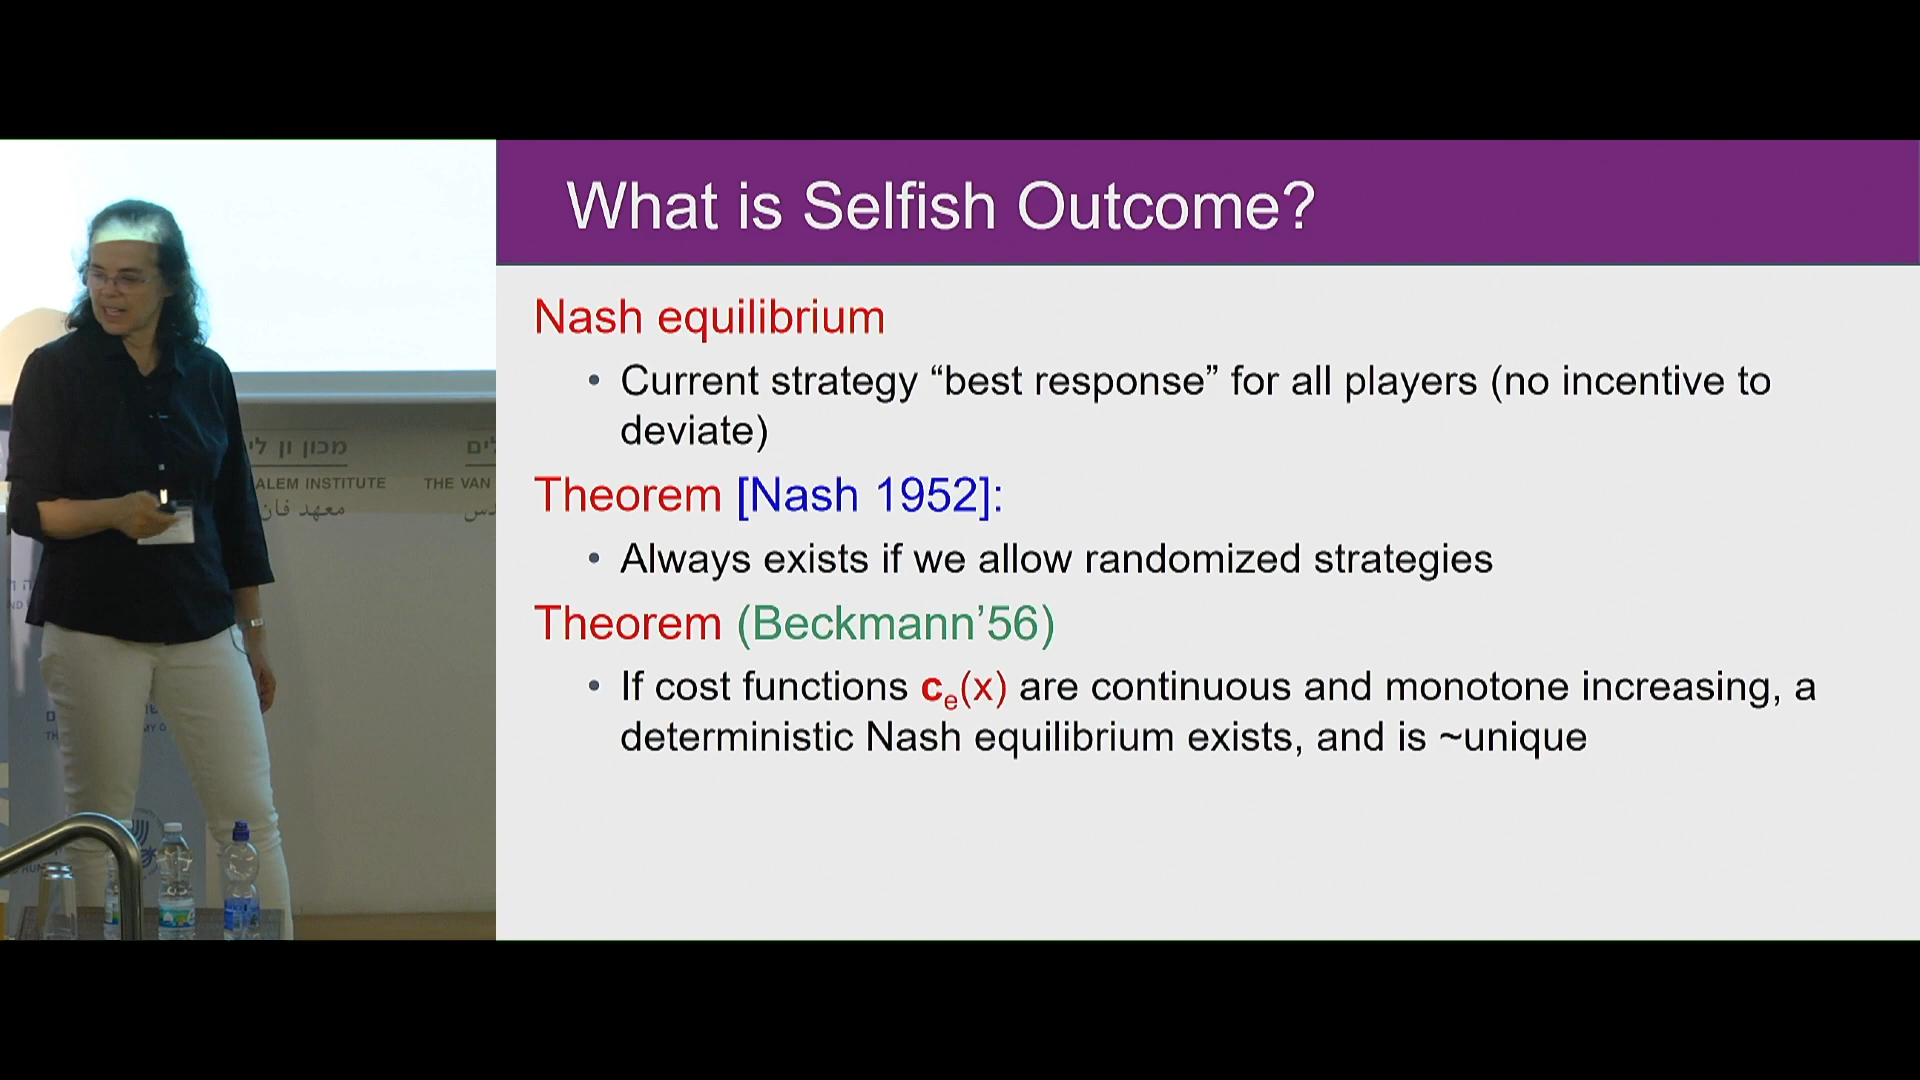 What is Selfish Outcome?
Nash equilibrium
• Current strategy “best response” for all players (no incentive to
deviate)
Theorem [Nash 1952]:
• Always exists if we allow randomized strategies
Theorem (Beckmann’56)
• If cost functions cₑ(x) are continuous and monotone increasing, a
deterministic Nash equilibrium exists, and is ~unique
מכון ון לי
ALEM INSTITUTE
THE VAN
معهد فان